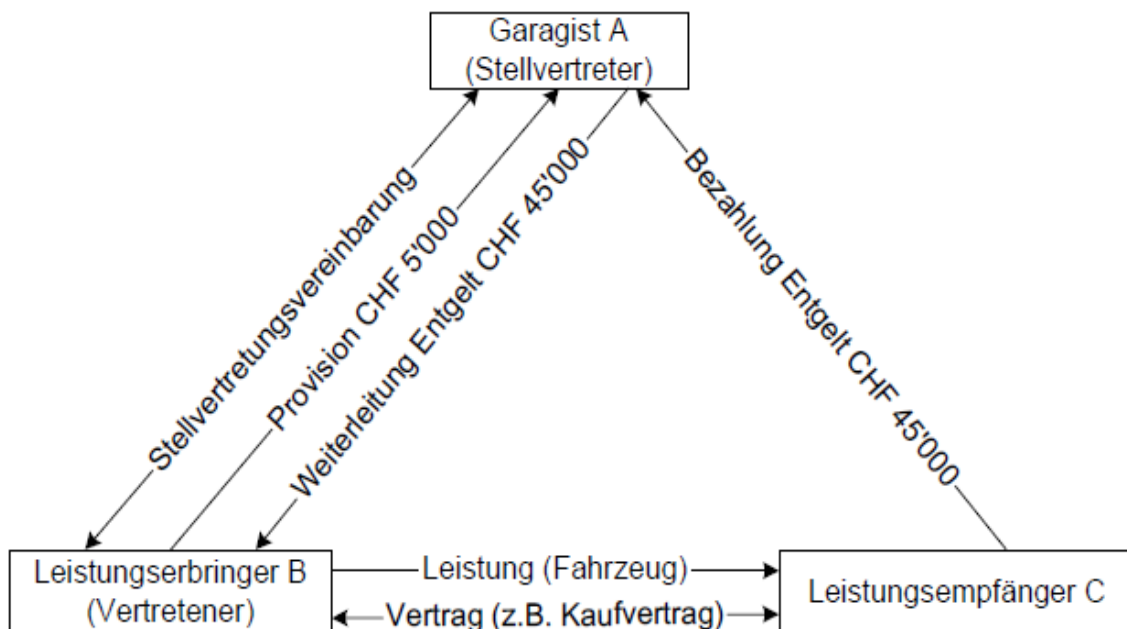 Garagist A
(Stellvertreter)
Stellvertretungsvereinbarung
Provision CHF 5'000
Weiterleitung Entgelt CHF 45'000
Bezahlung Entgelt CHF 45'000
Leistungserbringer B
(Vertretener)
Leistung (Fahrzeug)
Vertrag (z.B. Kaufvertrag)
Leistungsempfänger C